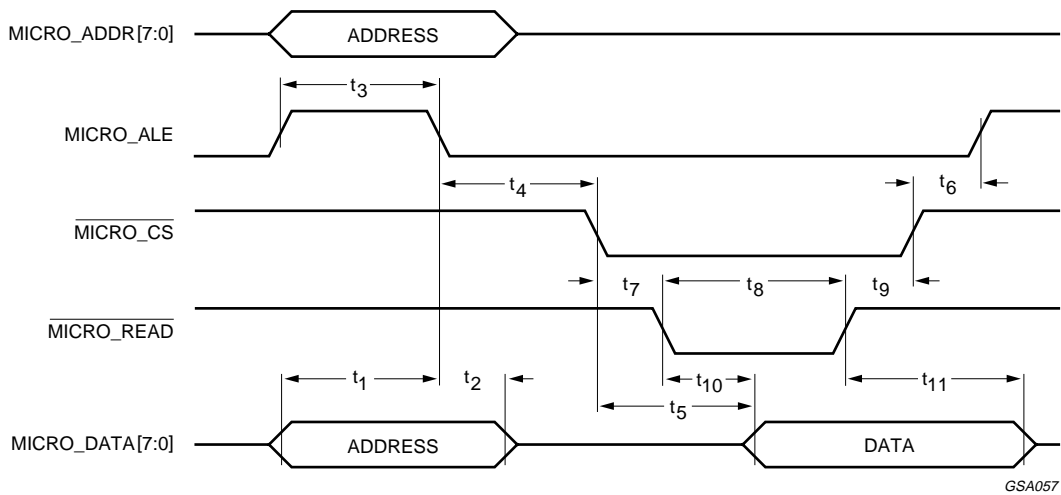 MICRO_ADDR[7:0]
ADDRESS
t3
MICRO_ALE
t4
t6
MICRO_CS
t7
t8
t9
MICRO_READ
t1
t2
t10
t11
t5
MICRO_DATA[7:0]
ADDRESS
DATA
GSA057